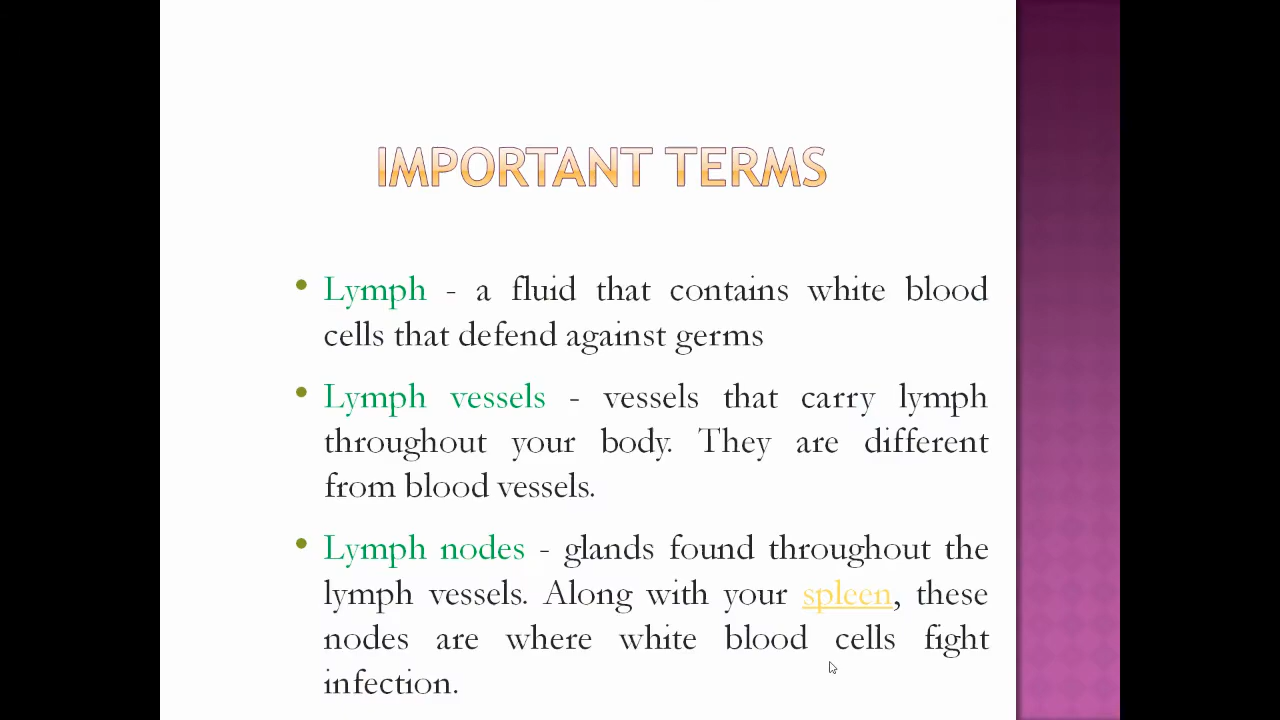 IMPORTANT TERMS
• Lymph - a fluid that contains white blood
cells that defend against germs
• Lymph vessels - vessels that carry lymph
throughout your body. They are different
from blood vessels.
• Lymph nodes - glands found throughout the
lymph vessels. Along with your spleen, these
nodes are where white blood cells fight
infection.